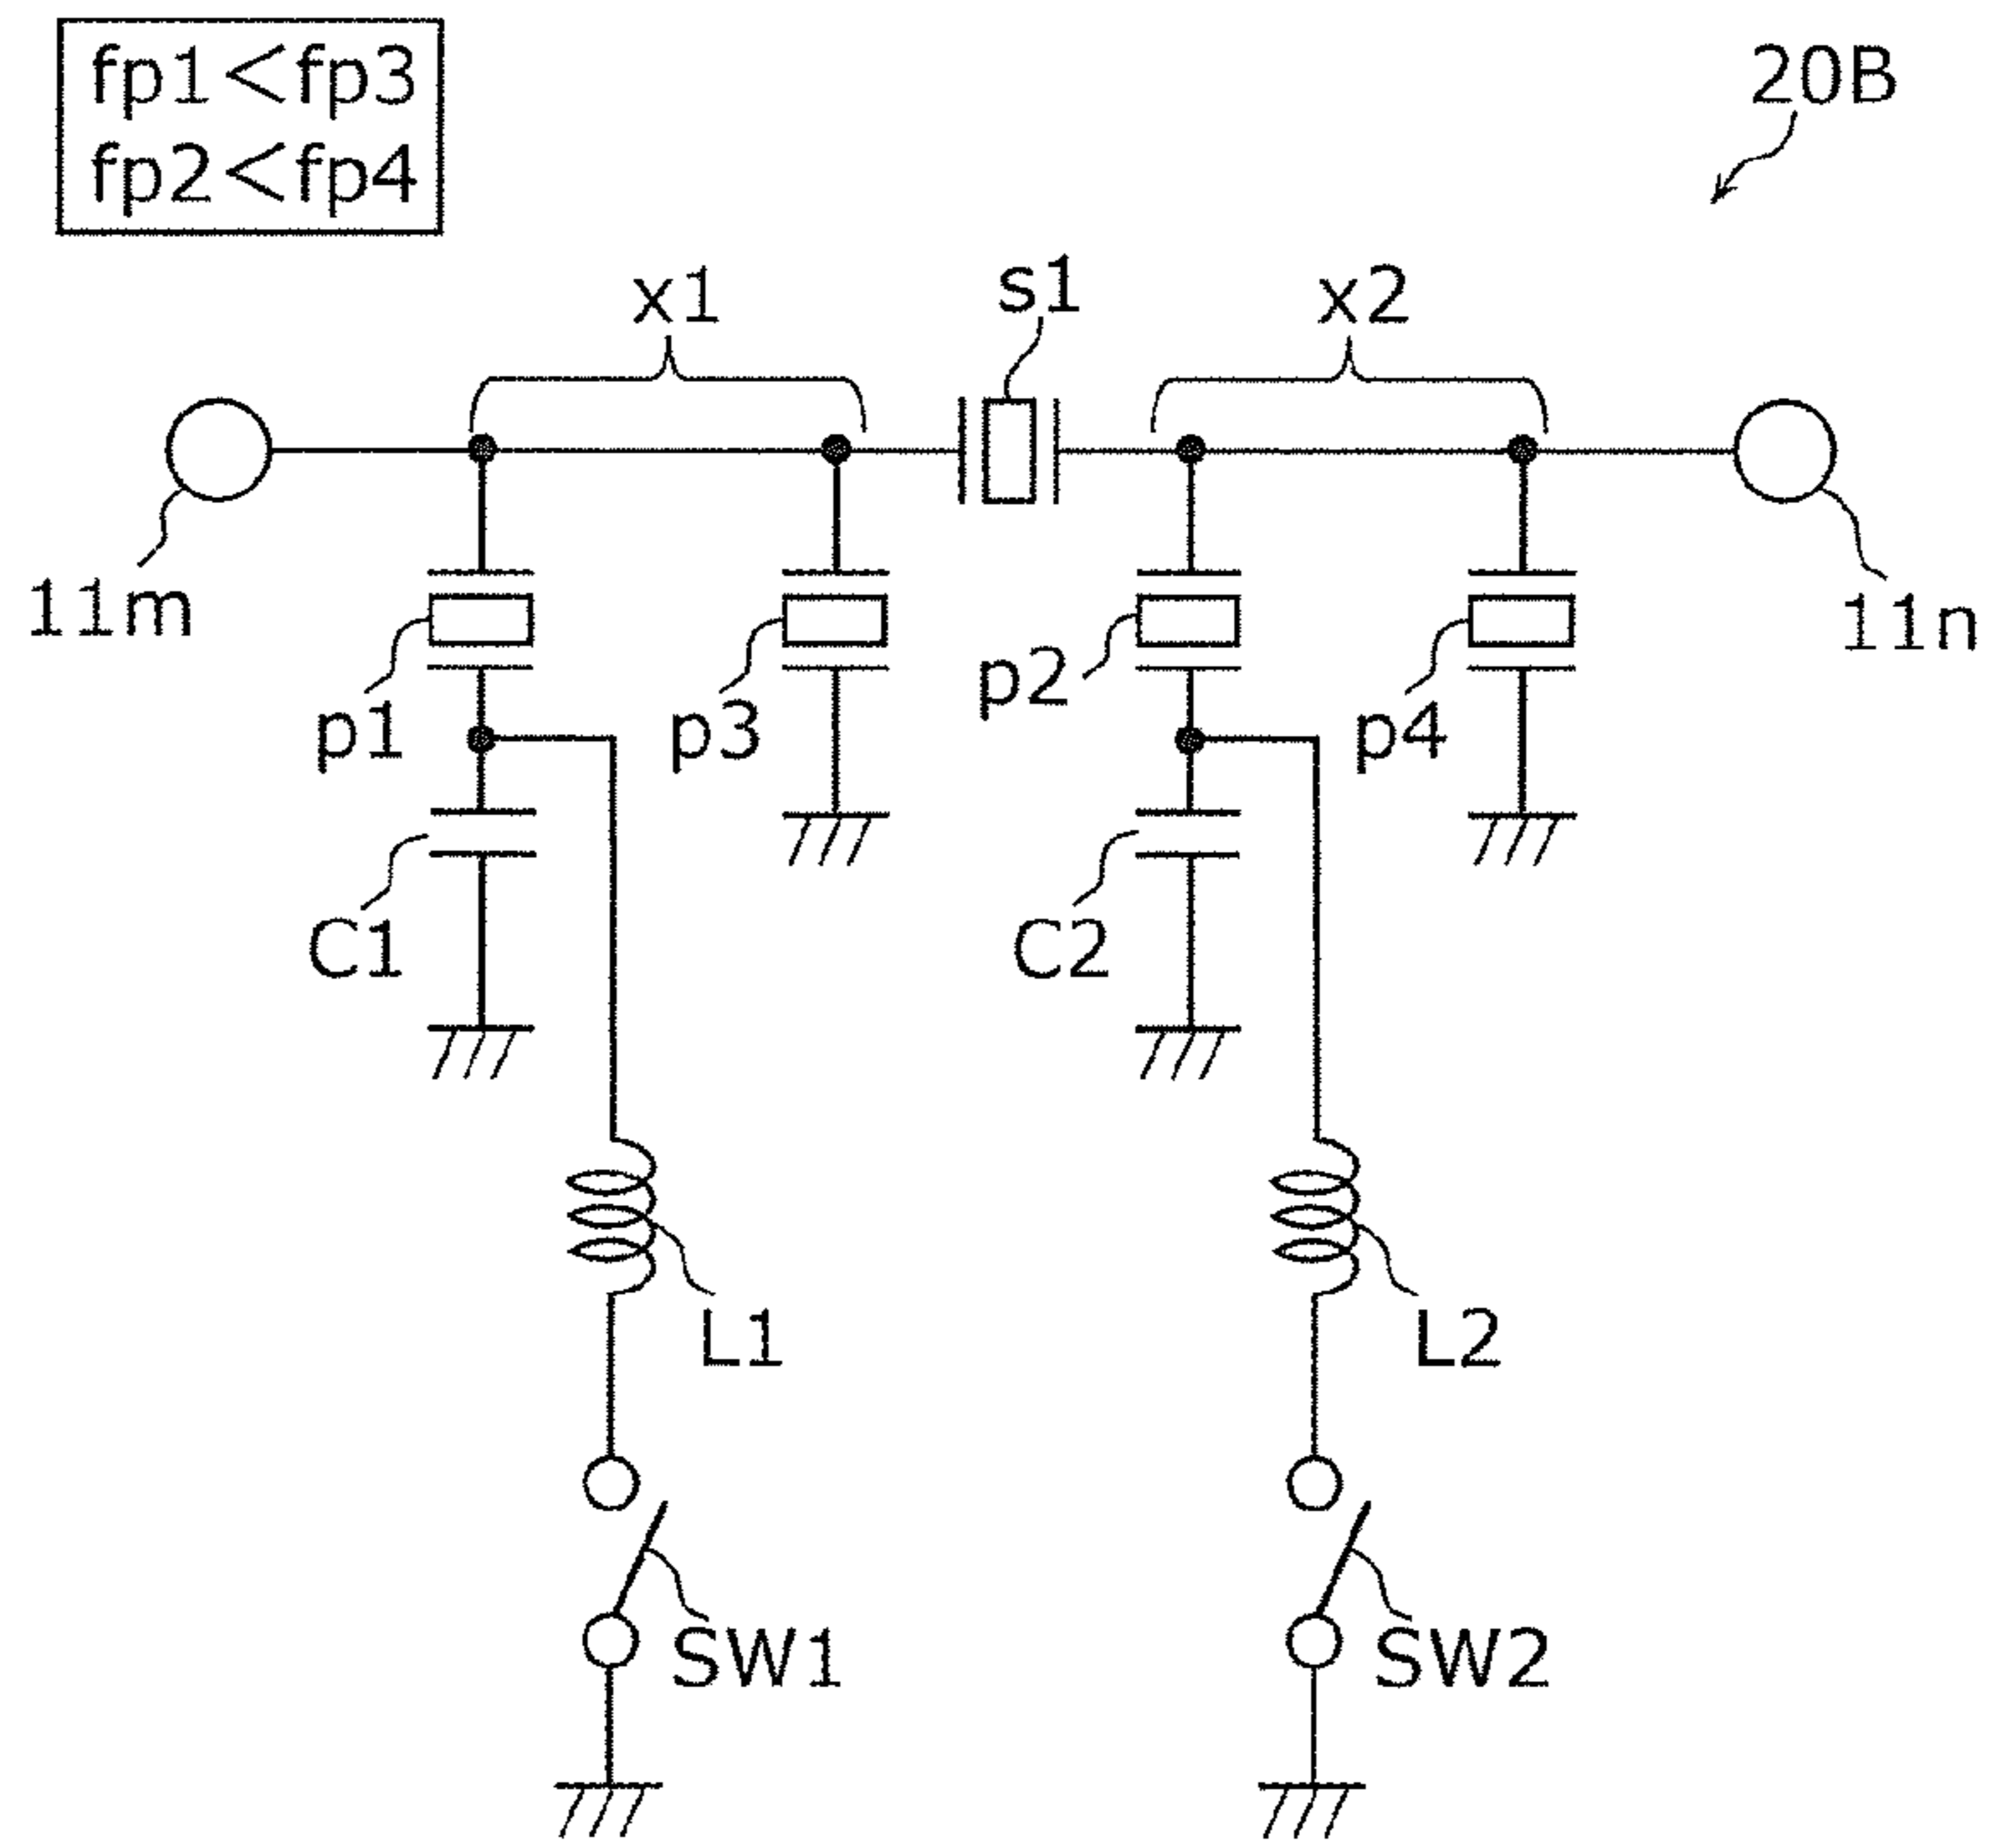 fp1<fp3
fp2<fp4
20B
x1
s1
x2
11m
11n
p1
p3
p2
p4
C1
C2
L1
L2
SW1
SW2